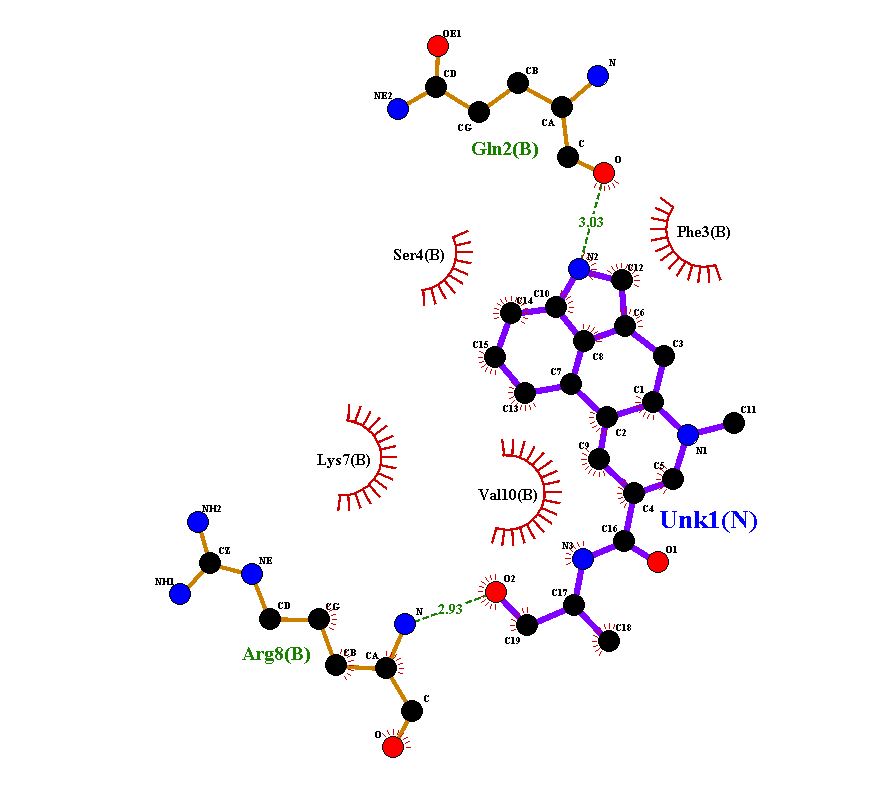 OE1
CD
CB
N
NE2
CG
CA
Gln2(B)
C
O
3.03
Phe3(B)
Ser4(B)
N2
C12
C14
C10
C6
C15
C8
C3
C7
C13
C1
C2
C11
C9
N1
C5
Lys7(B)
Val10(B)
C4
Unk1(N)
NH2
C16
CZ
NE
N3
O1
NH1
O2
C17
2.93
N
CD
CG
C18
C19
Arg8(B)
CB
CA
C
O